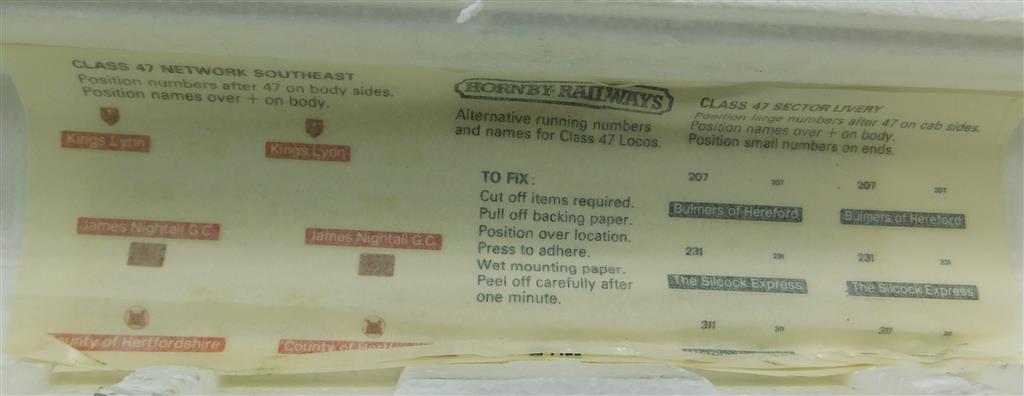 CLASS 47 NETWORK SOUTHEAST
Position numbers after 47 on body sides.
Position names over + on body.
Kings Lynn
Kings Lynn
James Nightall G C
James Nightall G C
unty of Hertfordshire
County of
HORNBY RAILWAYS
Alternative running numbers
and names for Class 47 Locos.
TO FIX:
Cut off items required.
Pull off backing paper.
Position over location.
Press to adhere.
Wet mounting paper.
Peel off carefully after
one minute.
CLASS 47 SECTOR LIVERY
Position large numbers after 47 on cab sides.
Position names over + on body.
Position small numbers on ends.
207 207 207 207
Bulmers of Hereford Bulmers of Hereford
231 231 231 231
The Silcock Express The Silcock Express
311 311 311 311